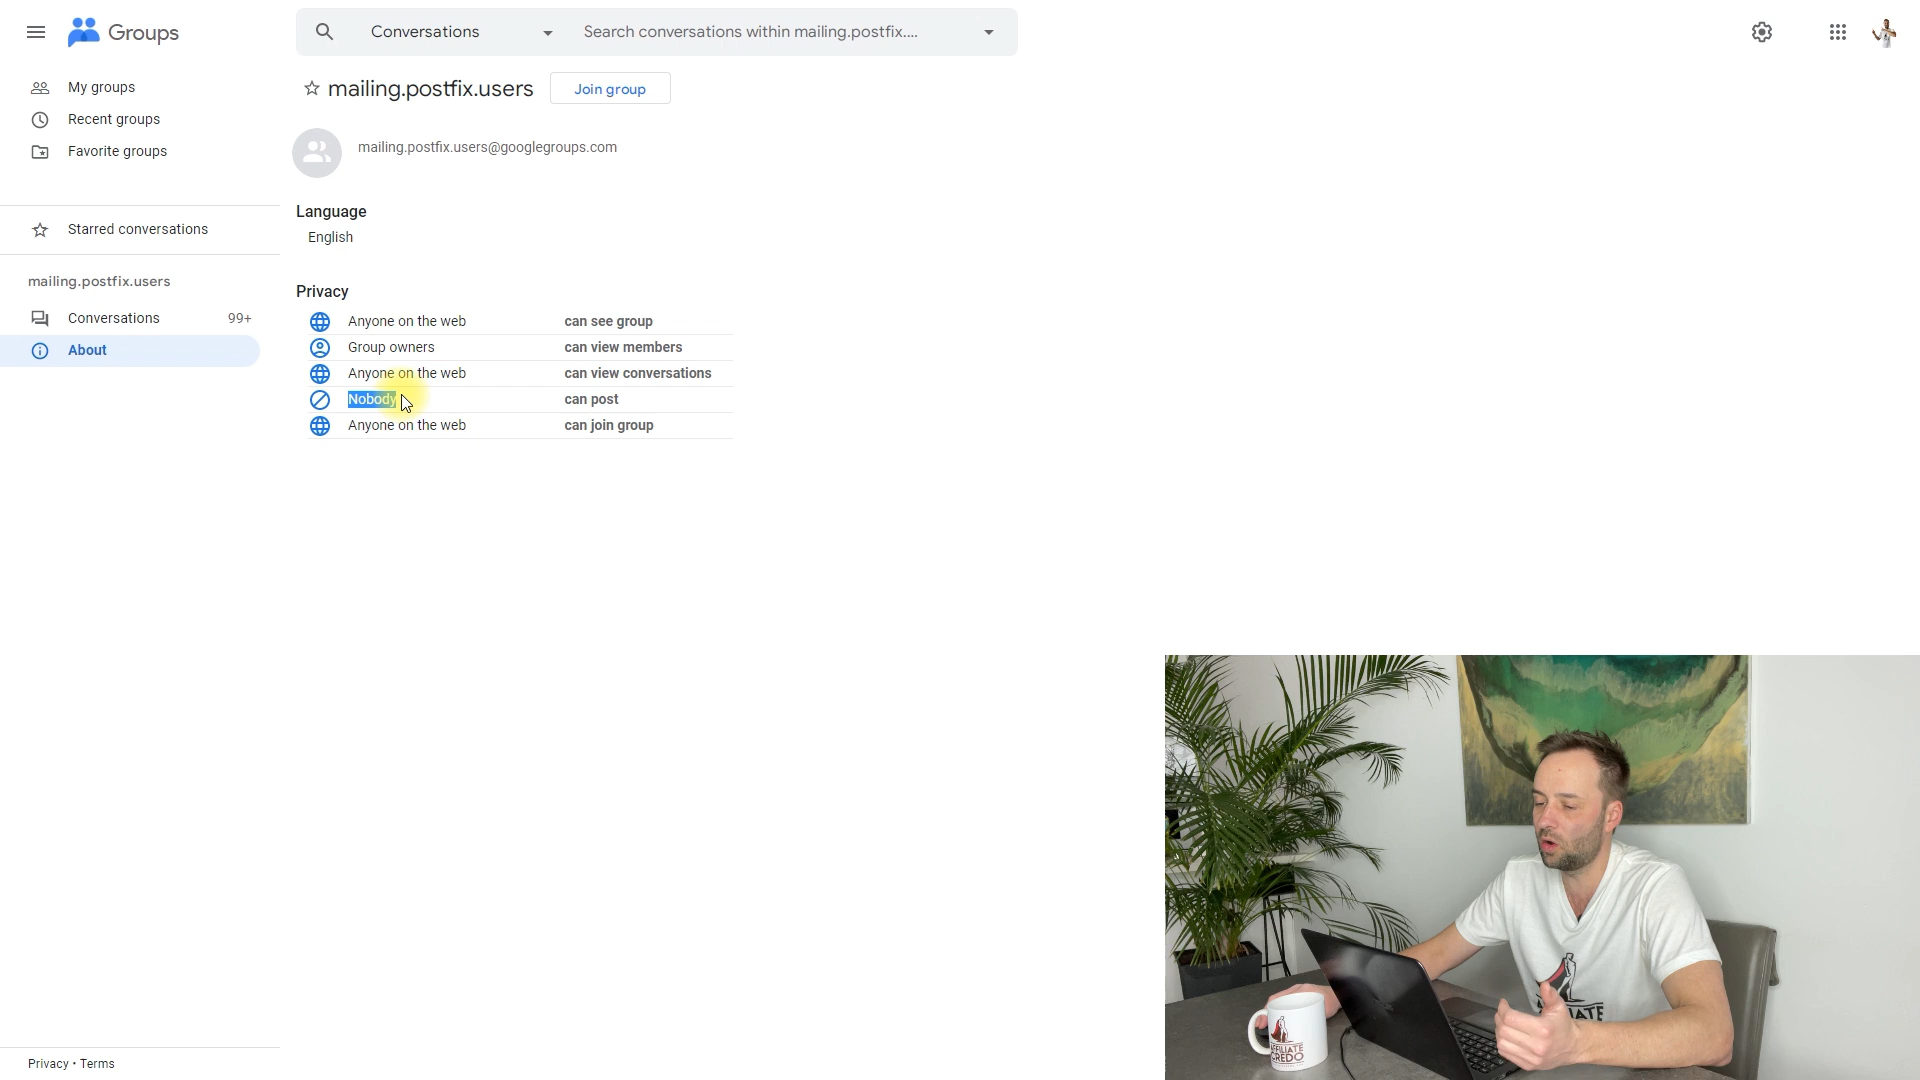 Groups
Conversations
Search conversations within mailing.postfix....
My groups
Recent groups
Favorite groups
Starred conversations
mailing.postfix.users
Conversations 99+
About
mailing.postfix.users
Join group
mailing.postfix.users@googlegroups.com
Language
English
Privacy
Anyone on the web can see group
Group owners can view members
Anyone on the web can view conversations
Nobody can post
Anyone on the web can join group
Privacy • Terms